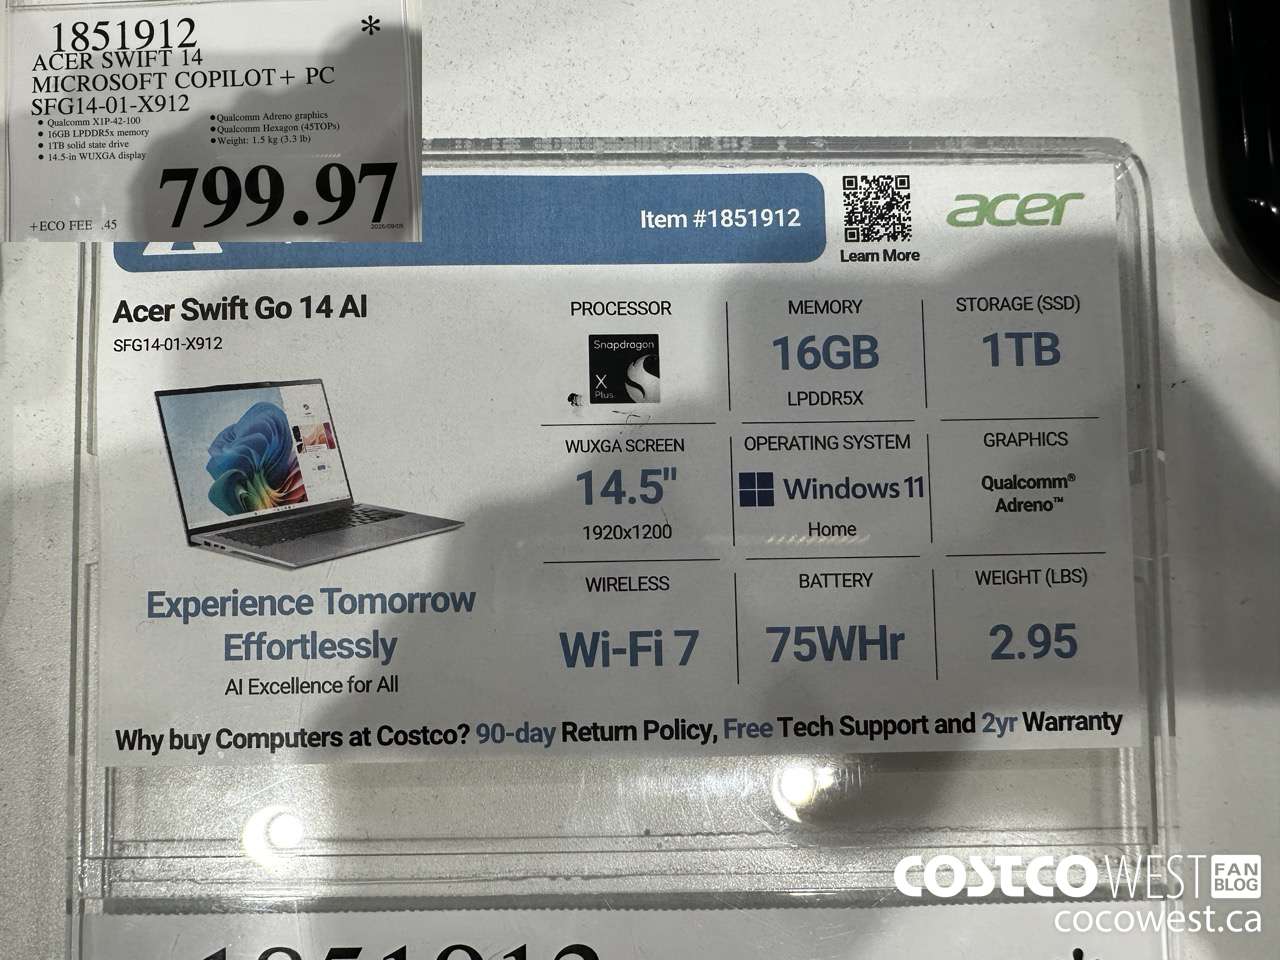 1851912 *
ACER SWIFT 14
MICROSOFT COPILOT+ PC
SFG14-01-X912
• Qualcomm X1P-42-100
• 16GB LPDDR5x memory
• 1TB solid state drive
• 14.5-in WUXGA display
• Qualcomm Adreno graphics
• Qualcomm Hexagon (45TOPs)
• Weight: 1.5 kg (3.3 lb)
799.97
+ECO FEE .45
Item #1851912
Learn More
acer
Acer Swift Go 14 AI
SFG14-01-X912
PROCESSOR
Snapdragon
X
Plus
MEMORY
16GB
LPDDR5X
STORAGE (SSD)
1TB
WUXGA SCREEN
14.5"
1920x1200
OPERATING SYSTEM
Windows 11
Home
GRAPHICS
Qualcomm®
Adreno™
WIRELESS
Wi-Fi 7
BATTERY
75WHr
WEIGHT (LBS)
2.95
Experience Tomorrow
Effortlessly
AI Excellence for All
Why buy Computers at Costco? 90-day Return Policy, Free Tech Support and 2yr Warranty
COSTCO WEST FAN BLOG
cocowest.ca
1851912 *